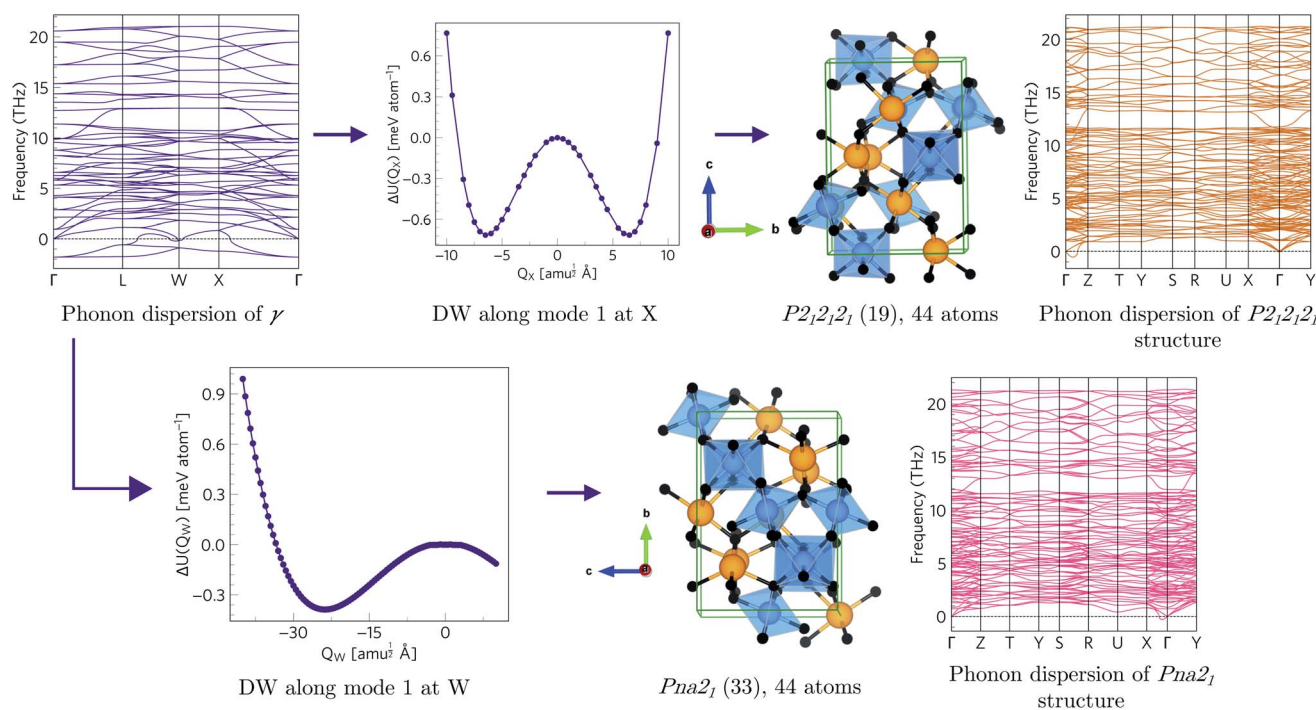 20
15
10
5
0
Frequency (THz)
Γ L W X Γ
Phonon dispersion of γ
0.6
0.3
0.0
−0.3
−0.6
ΔU(Q_X) [meV atom⁻¹]
−10 −5 0 5 10
Q_X [amu^½ Å]
DW along mode 1 at X
c
a
b
P2₁2₁2₁ (19), 44 atoms
20
15
10
5
0
Frequency (THz)
Γ Z T Y S R U X Γ Y
Phonon dispersion of P2₁2₁2₁
structure
0.9
0.6
0.3
0.0
−0.3
ΔU(Q_W) [meV atom⁻¹]
−30 −15 0
Q_W [amu^½ Å]
DW along mode 1 at W
b
c
a
Pna2₁ (33), 44 atoms
20
15
10
5
0
Frequency (THz)
Γ Z T Y S R U X Γ Y
Phonon dispersion of Pna2₁
structure